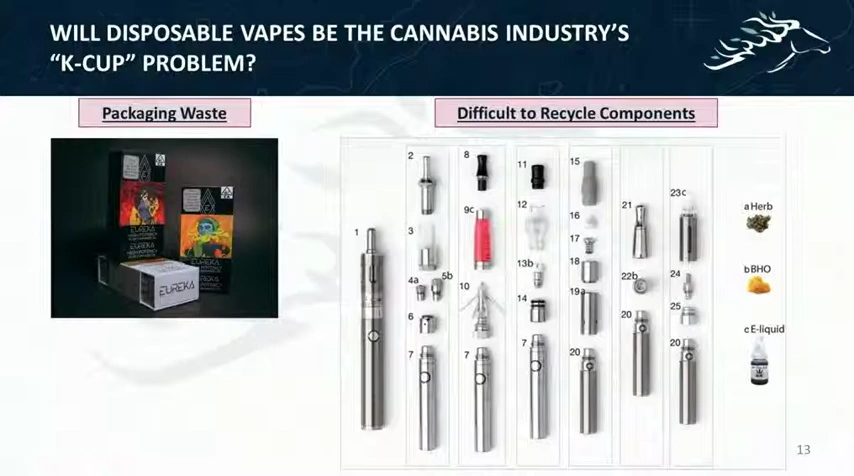 WILL DISPOSABLE VAPES BE THE CANNABIS INDUSTRY'S
"K-CUP" PROBLEM?
Packaging Waste
Difficult to Recycle Components
EUREKA
EUREKA
EUREKA
1
2
3
4a
5b
6
7
8
9c
10
7
11
12
13b
14
7
15
16
17
18
19a
20
21
22b
20
23c
24
25
20
a Herb
b BHO
c E-liquid
13